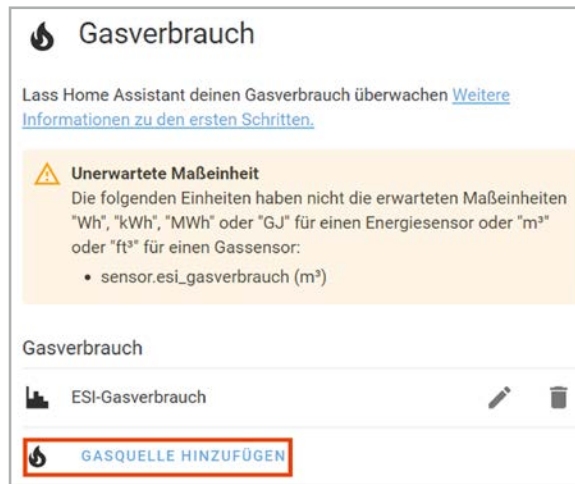 Gasverbrauch
Lass Home Assistant deinen Gasverbrauch überwachen Weitere
Informationen zu den ersten Schritten.
Unerwartete Maßeinheit
Die folgenden Einheiten haben nicht die erwarteten Maßeinheiten
"Wh", "kWh", "MWh" oder "GJ" für einen Energiesensor oder "m³"
oder "ft³" für einen Gassensor:
• sensor.esi_gasverbrauch (m³)
Gasverbrauch
ESI-Gasverbrauch
GASQUELLE HINZUFÜGEN